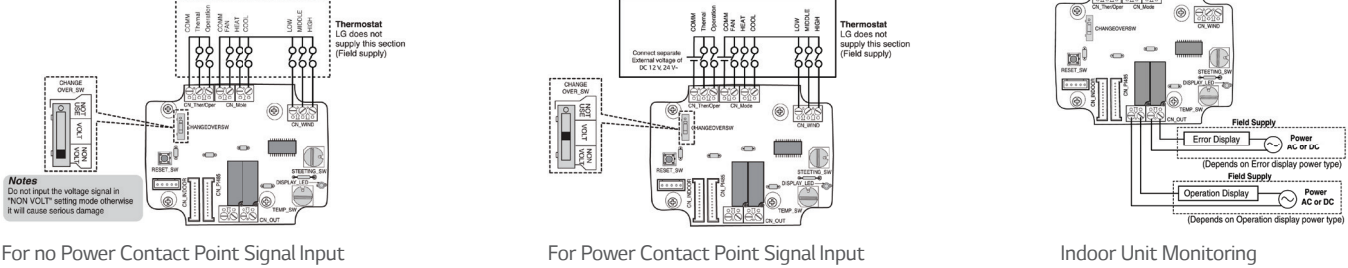 COMM
Thermal
Operation
COMM
FAN
HEAT
COOL
LOW
MIDDLE
HIGH
Thermostat
LG does not
supply this section
(Field supply)
CHANGE
OVER_SW
NOT
USE
VOLT
NON
VOLT
CN_Ther/Oper
CN_Mode
CN_WIND
CHANGEOVERSW
RESET_SW
STEETING_SW
DISPLAY_LED
CN_INDOOR
CN_PI485
TEMP_SW
CN_OUT
Notes
Do not input the voltage signal in
"NON VOLT" setting mode otherwise
it will cause serious damage
For no Power Contact Point Signal Input
COMM
Thermal
Operation
COMM
FAN
HEAT
COOL
LOW
MIDDLE
HIGH
Thermostat
LG does not
supply this section
(Field supply)
Connect separate
External voltage of
DC 12 V, 24 V~
CHANGE
OVER_SW
NOT
USE
VOLT
NON
VOLT
CN_Ther/Oper
CN_Mode
CN_WIND
CHANGEOVERSW
RESET_SW
STEETING_SW
DISPLAY_LED
CN_INDOOR
CN_PI485
TEMP_SW
CN_OUT
For Power Contact Point Signal Input
CN_Ther/Oper
CN_Mode
CN_WIND
CHANGEOVERSW
RESET_SW
STEETING_SW
DISPLAY_LED
CN_INDOOR
CN_PI485
TEMP_SW
CN_OUT
Field Supply
Error Display
Power
AC or DC
(Depends on Error display power type)
Field Supply
Operation Display
Power
AC or DC
(Depends on Operation display power type)
Indoor Unit Monitoring